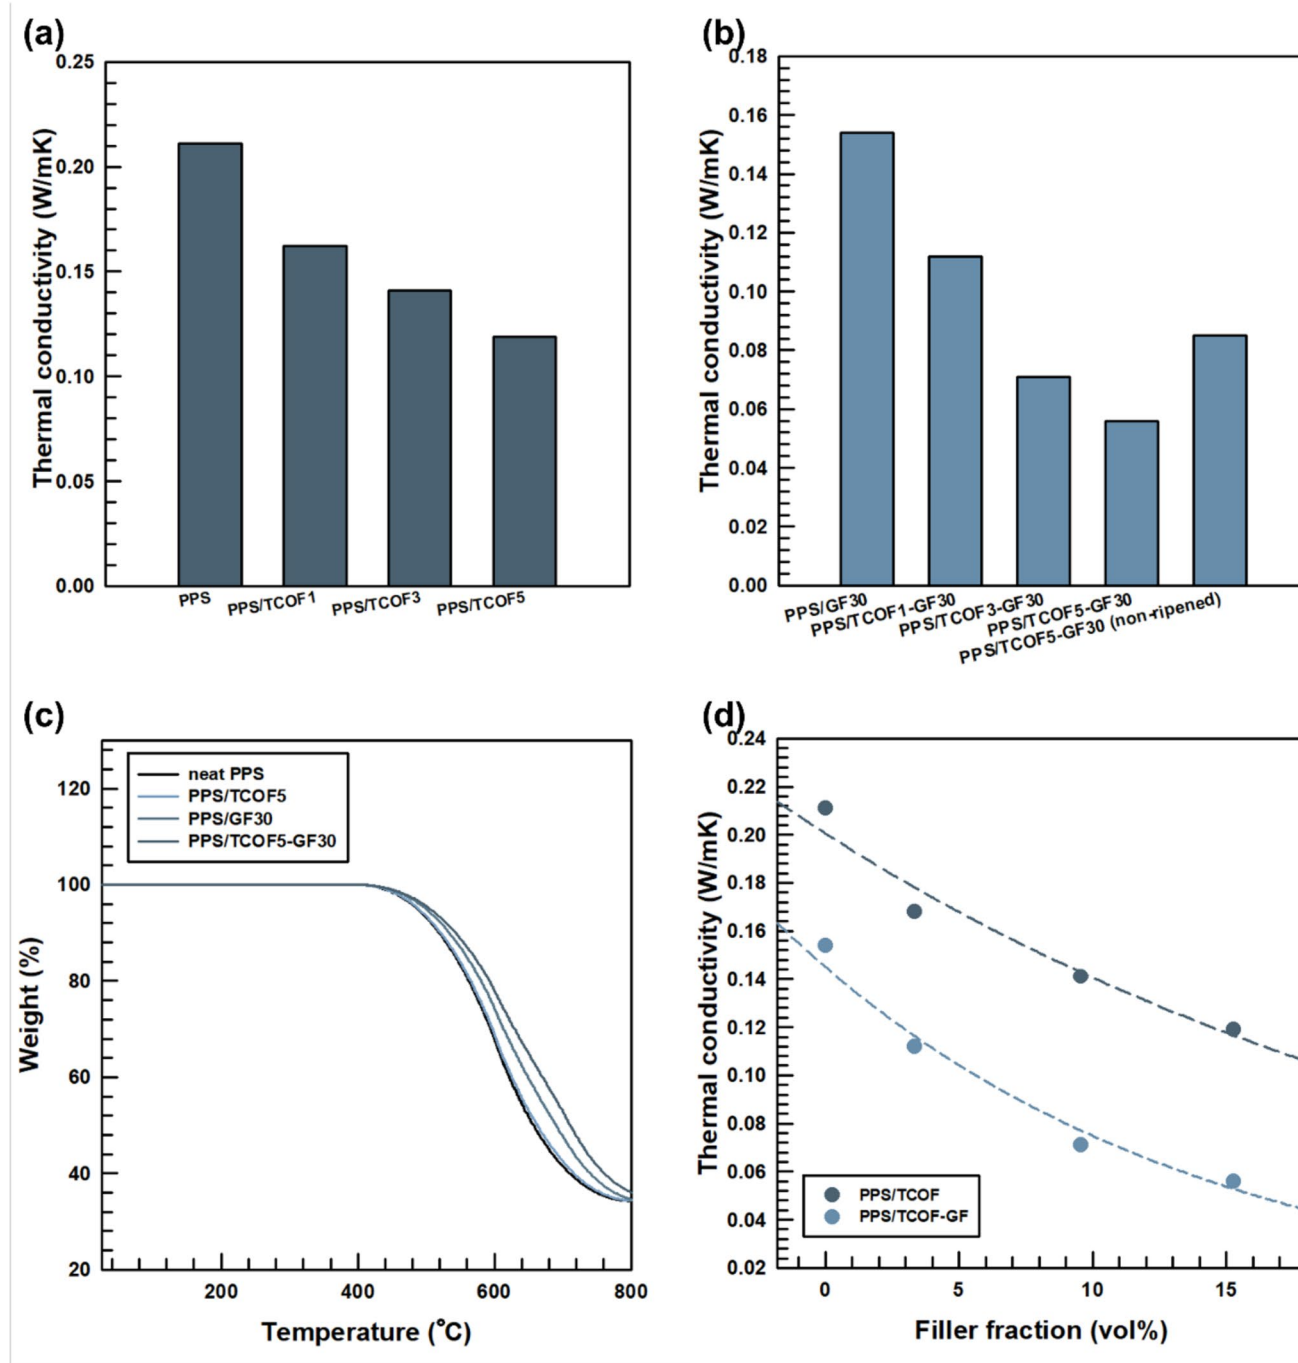 (a)
Thermal conductivity (W/mK)
0.25
0.20
0.15
0.10
0.05
0.00
PPS
PPS/TCOF1
PPS/TCOF3
PPS/TCOF5
(b)
Thermal conductivity (W/mK)
0.18
0.16
0.14
0.12
0.10
0.08
0.06
0.04
0.02
0.00
PPS/GF30
PPS/TCOF1-GF30
PPS/TCOF3-GF30
PPS/TCOF5-GF30
PPS/TCOF5-GF30 (non-ripened)
(c)
neat PPS
PPS/TCOF5
PPS/GF30
PPS/TCOF5-GF30
Weight (%)
120
100
80
60
40
20
200 400 600 800
Temperature (°C)
(d)
Thermal conductivity (W/mK)
0.24
0.22
0.20
0.18
0.16
0.14
0.12
0.10
0.08
0.06
0.04
0.02
PPS/TCOF
PPS/TCOF-GF
0 5 10 15
Filler fraction (vol%)